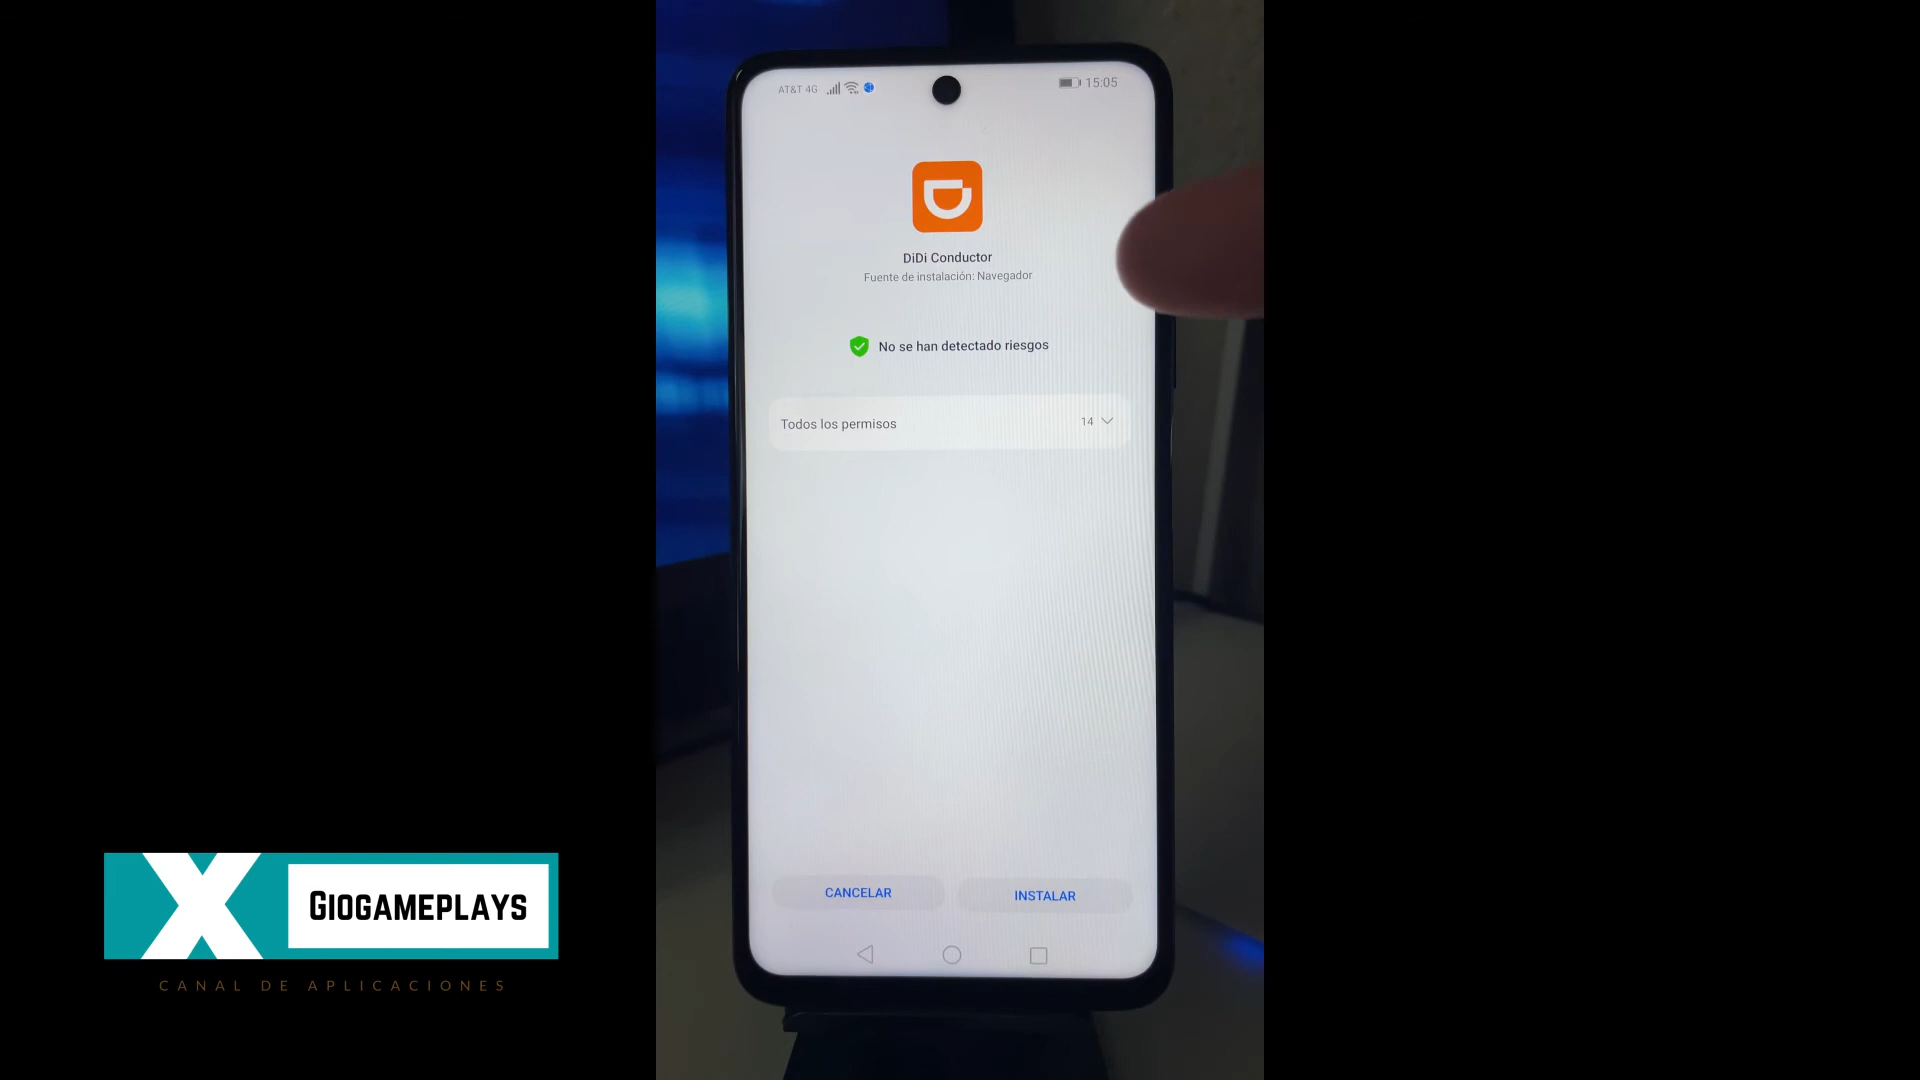 AT&T 4G
15:05
DiDi Conductor
Fuente de instalación: Navegador
No se han detectado riesgos
Todos los permisos
14
CANCELAR
INSTALAR
X
GIOGAMEPLAYS
CANAL DE APLICACIONES